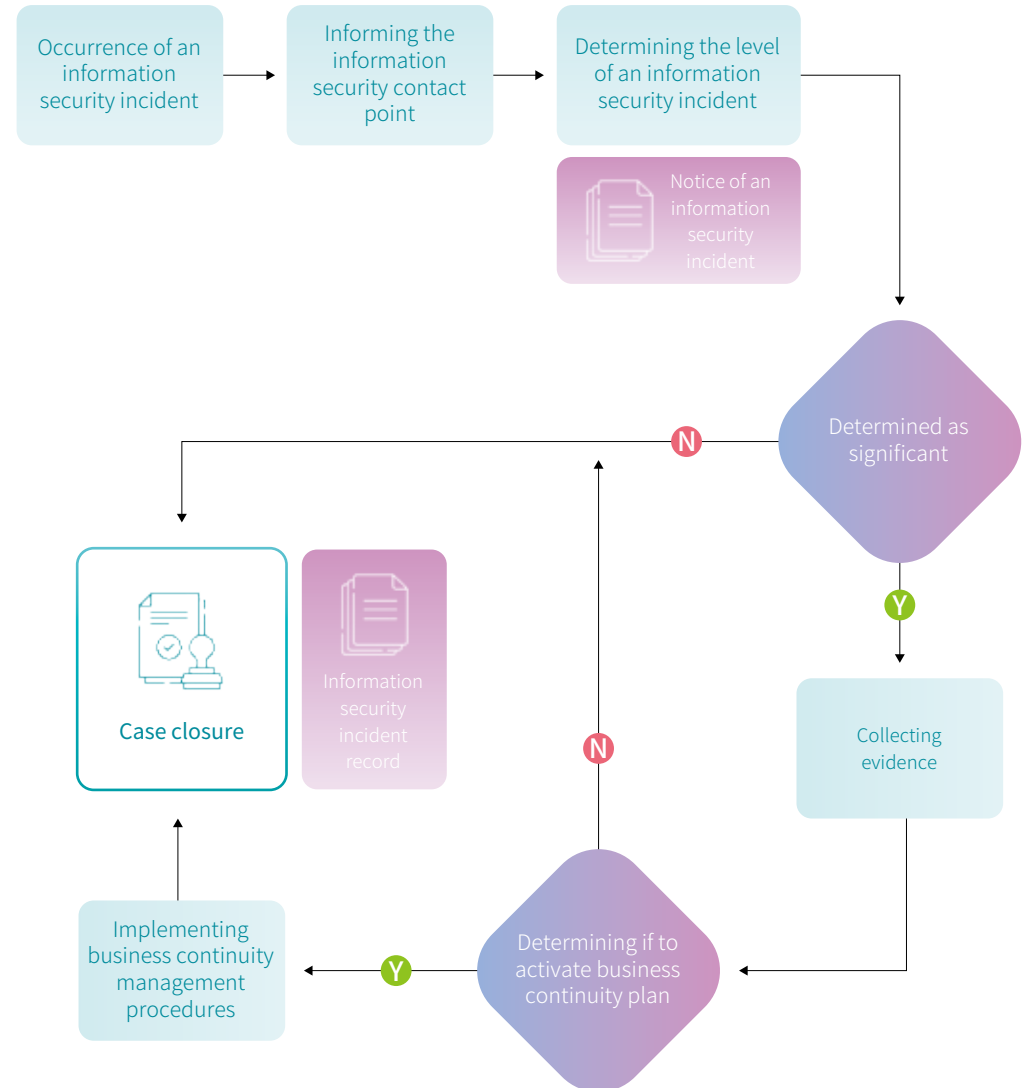 Occurrence of an
information
security incident
Informing the
information
security contact
point
Determining the level
of an information
security incident
Notice of an
information
security
incident
Determined as
significant
N
Y
Case closure
Information
security
incident
record
Collecting
evidence
N
Determining if to
activate business
continuity plan
Y
Implementing
business continuity
management
procedures